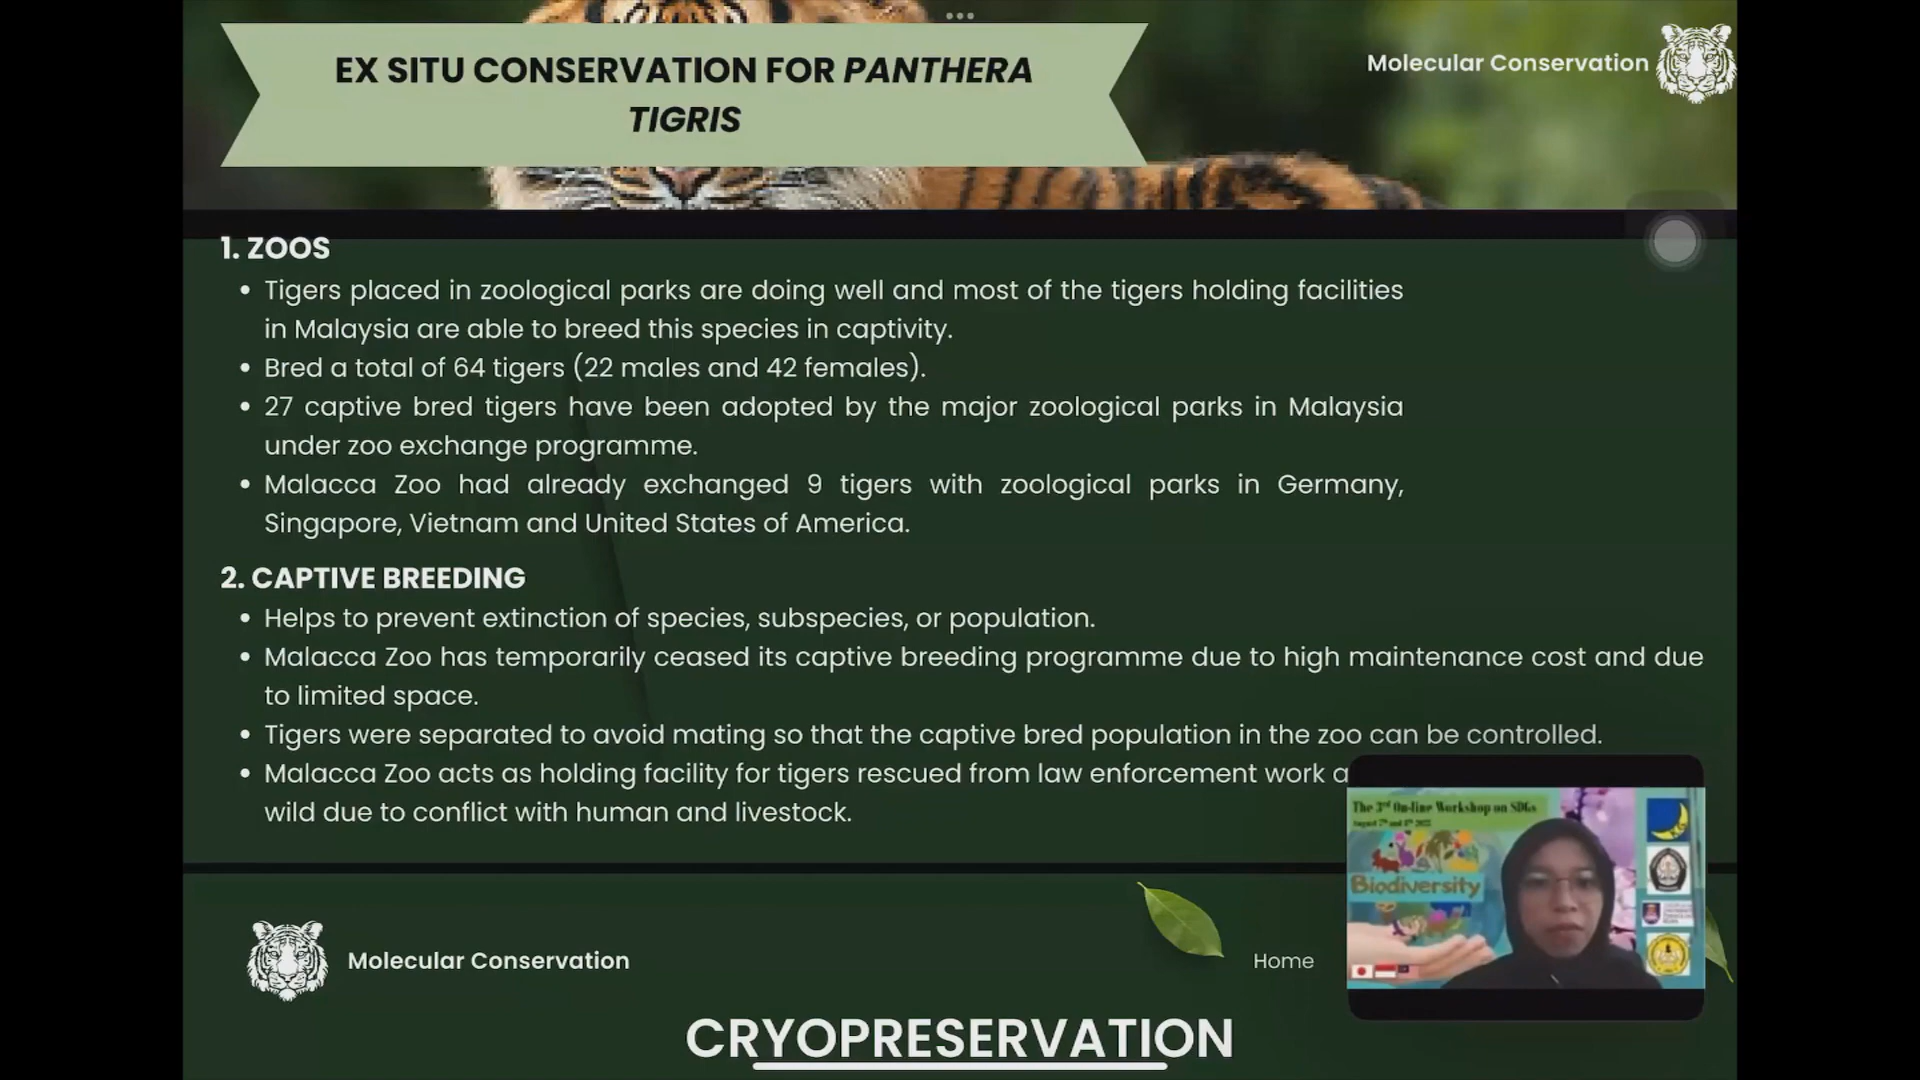 EX SITU CONSERVATION FOR PANTHERA
TIGRIS
Molecular Conservation
1. ZOOS
• Tigers placed in zoological parks are doing well and most of the tigers holding facilities
in Malaysia are able to breed this species in captivity.
• Bred a total of 64 tigers (22 males and 42 females).
• 27 captive bred tigers have been adopted by the major zoological parks in Malaysia
under zoo exchange programme.
• Malacca Zoo had already exchanged 9 tigers with zoological parks in Germany,
Singapore, Vietnam and United States of America.
2. CAPTIVE BREEDING
• Helps to prevent extinction of species, subspecies, or population.
• Malacca Zoo has temporarily ceased its captive breeding programme due to high maintenance cost and due
to limited space.
• Tigers were separated to avoid mating so that the captive bred population in the zoo can be controlled.
• Malacca Zoo acts as holding facility for tigers rescued from law enforcement work
wild due to conflict with human and livestock.
The 3rd On-line Workshop on SDGs
Biodiversity
Molecular Conservation
Home
CRYOPRESERVATION